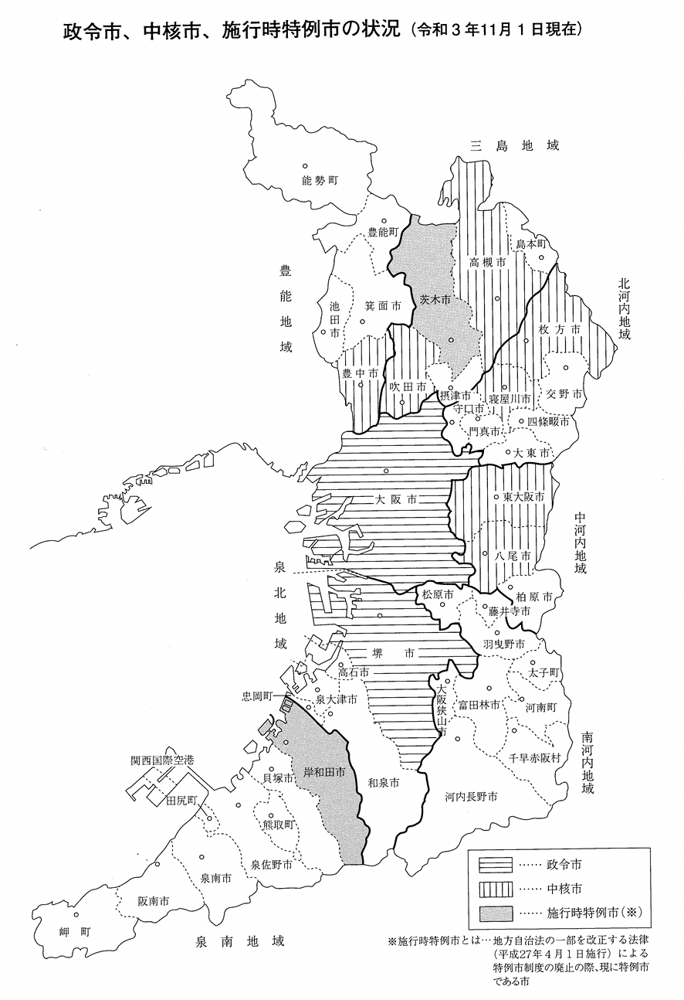 政令市、中核市、施行時特例市の状況(令和3年11月1日現在)
三島地域
能勢町
豊能町
島本町
高槻市
豊能地域
茨木市
北河内地域
池田市
箕面市
枚方市
豊中市
吹田市
摂津市
寝屋川市
交野市
守口市
門真市
四條畷市
大東市
大阪市
東大阪市
中河内地域
八尾市
泉北地域
松原市
柏原市
藤井寺市
羽曳野市
堺市
高石市
太子町
忠岡町
泉大津市
大阪狭山市
富田林市
河南町
南河内地域
千早赤阪村
関西国際空港
貝塚市
岸和田市
和泉市
河内長野市
田尻町
熊取町
泉佐野市
泉南市
阪南市
岬町
泉南地域
……政令市
……中核市
……施行時特例市(※)
※施行時特例市とは…地方自治法の一部を改正する法律
(平成27年4月1日施行)による
特例市制度の廃止の際、現に特例市
である市